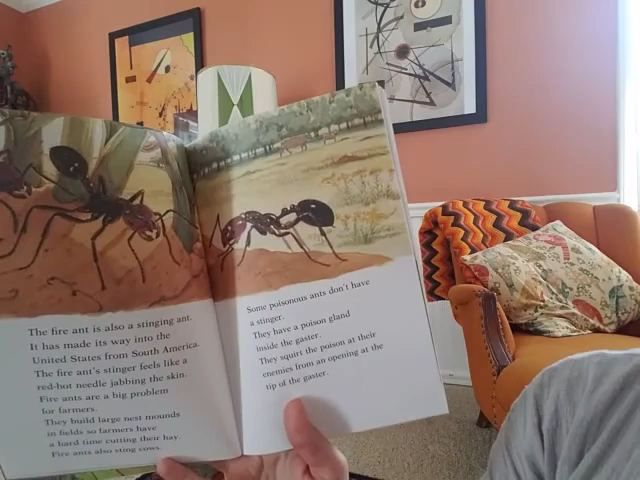 The fire ant is also a stinging ant.
It has made its way into the
United States from South America.
The fire ant's stinger feels like a
red-hot needle jabbing the skin.
Fire ants are a big problem
for farmers.
They build large nest mounds
in fields so farmers have
a hard time cutting their hay.
Fire ants also sting cows.
Some poisonous ants don't have
a stinger.
They have a poison gland
inside the gaster.
They squirt the poison at their
enemies from an opening at the
tip of the gaster.